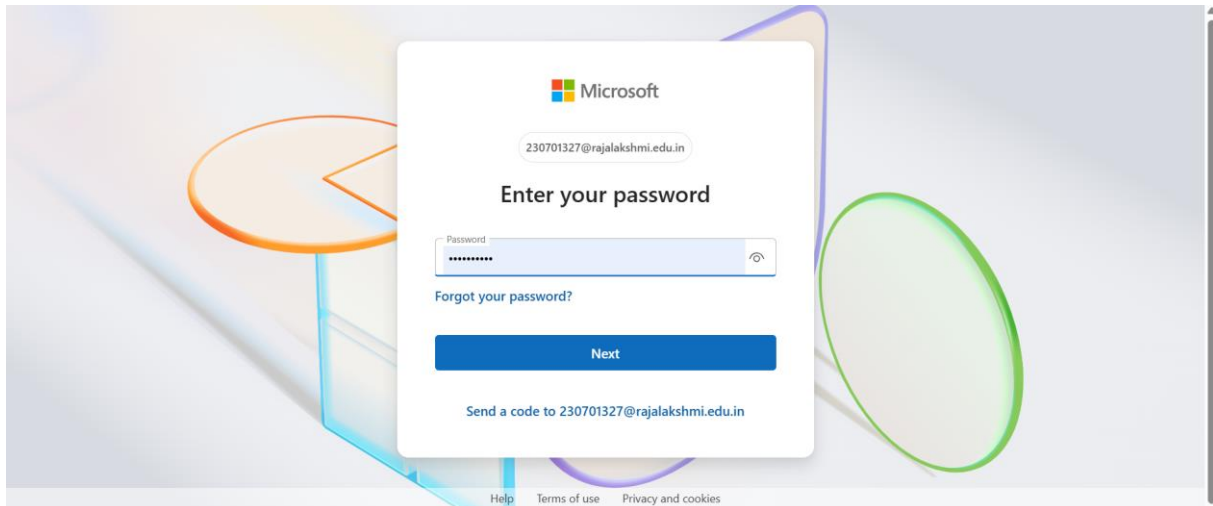 Microsoft
230701327@rajalakshmi.edu.in
Enter your password
Password
••••••••••
Forgot your password?
Next
Send a code to 230701327@rajalakshmi.edu.in
Help Terms of use Privacy and cookies